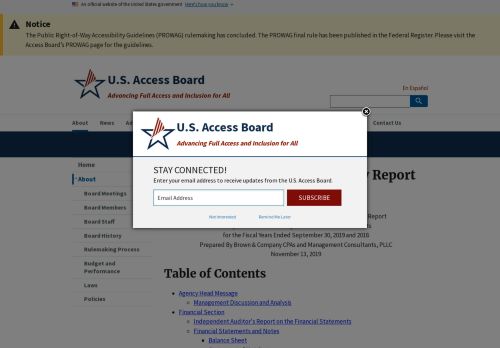 An official website of the United States government Here's how you know
Notice
The Public Right-of-Way Accessibility Guidelines (PROWAG) rulemaking has concluded. The PROWAG final rule has been published in the Federal Register. Please visit the
Access Board's PROWAG page for the guidelines.
U.S. Access Board
Advancing Full Access and Inclusion for All
En Español
About News
Contact Us
U.S. Access Board
Advancing Full Access and Inclusion for All
STAY CONNECTED!
Enter your email address to receive updates from the U.S. Access Board.
Email Address
SUBSCRIBE
Not Interested Remind Me Later
Home
About
Board Meetings
Board Members
Board Staff
Board History
Rulemaking Process
Budget and
Performance
Laws
Policies
Report
Report
for the Fiscal Years Ended September 30, 2019 and 2018
Prepared By Brown & Company CPAs and Management Consultants, PLLC
November 13, 2019
Table of Contents
Agency Head Message
Management Discussion and Analysis
Financial Section
Independent Auditor's Report on the Financial Statements
Financial Statements and Notes
Balance Sheet